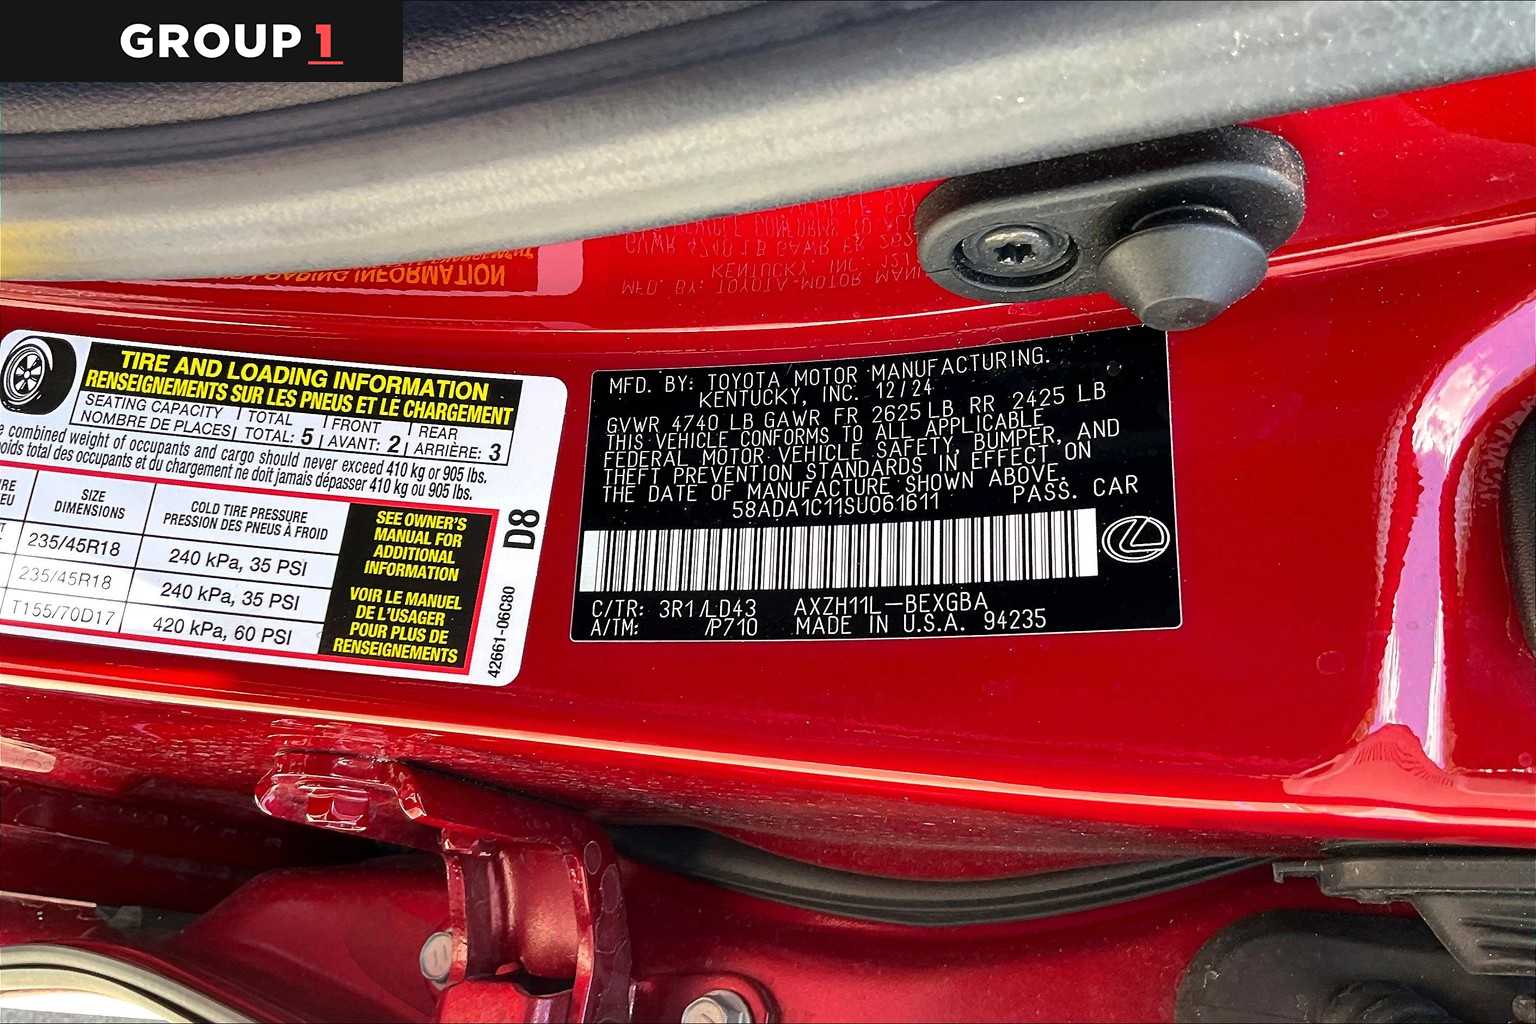 GROUP 1
TIRE AND LOADING INFORMATION
RENSEIGNEMENTS SUR LES PNEUS ET LE CHARGEMENT
SEATING CAPACITY | TOTAL | FRONT | REAR
NOMBRE DE PLACES | TOTAL: 5 | AVANT: 2 | ARRIÈRE: 3
combined weight of occupants and cargo should never exceed 410 kg or 905 lbs.
total des occupants et du chargement ne doit jamais dépasser 410 kg ou 905 lbs.
SIZE
DIMENSIONS
COLD TIRE PRESSURE
PRESSION DES PNEUS À FROID
235/45R18 240 kPa, 35 PSI
235/45R18 240 kPa, 35 PSI
T155/70D17 420 kPa, 60 PSI
SEE OWNER'S
MANUAL FOR
ADDITIONAL
INFORMATION
VOIR LE MANUEL
DE L'USAGER
POUR PLUS DE
RENSEIGNEMENTS
D8
42661-06C80
MFD. BY: TOYOTA MOTOR MANUFACTURING.
KENTUCKY, INC. 12/24
GVWR 4740 LB GAWR FR 2625 LB RR 2425 LB
THIS VEHICLE CONFORMS TO ALL APPLICABLE
FEDERAL MOTOR VEHICLE SAFETY, BUMPER, AND
THEFT PREVENTION STANDARDS IN EFFECT ON
THE DATE OF MANUFACTURE SHOWN ABOVE.
58ADA1C11SU061611 PASS. CAR
C/TR: 3R1/LD43 AXZH11L-BEXGBA
A/TM: /P710 MADE IN U.S.A. 94235